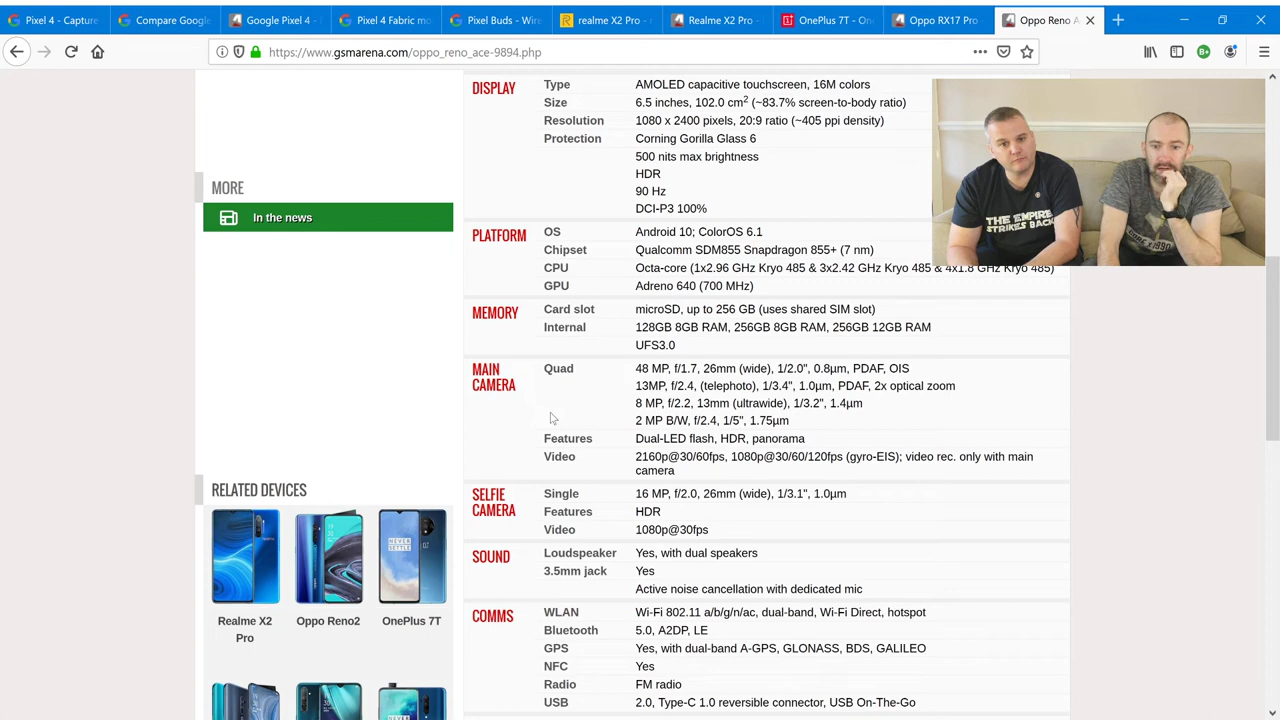 Pixel 4 - Capture
Compare Google
Google Pixel 4 -
Pixel 4 Fabric mo
Pixel Buds - Wire
realme X2 Pro -
Realme X2 Pro -
OnePlus 7T - On
Oppo RX17 Pro
Oppo Reno A
https://www.gsmarena.com/oppo_reno_ace-9894.php
DISPLAY
Type AMOLED capacitive touchscreen, 16M colors
Size 6.5 inches, 102.0 cm2 (~83.7% screen-to-body ratio)
Resolution 1080 x 2400 pixels, 20:9 ratio (~405 ppi density)
Protection Corning Gorilla Glass 6
500 nits max brightness
HDR
90 Hz
DCI-P3 100%
PLATFORM
OS Android 10; ColorOS 6.1
Chipset Qualcomm SDM855 Snapdragon 855+ (7 nm)
CPU Octa-core (1x2.96 GHz Kryo 485 & 3x2.42 GHz Kryo 485 & 4x1.8 GHz Kryo 485)
GPU Adreno 640 (700 MHz)
MEMORY
Card slot microSD, up to 256 GB (uses shared SIM slot)
Internal 128GB 8GB RAM, 256GB 8GB RAM, 256GB 12GB RAM
UFS3.0
MAIN
CAMERA
Quad 48 MP, f/1.7, 26mm (wide), 1/2.0", 0.8µm, PDAF, OIS
13MP, f/2.4, (telephoto), 1/3.4", 1.0µm, PDAF, 2x optical zoom
8 MP, f/2.2, 13mm (ultrawide), 1/3.2", 1.4µm
2 MP B/W, f/2.4, 1/5", 1.75µm
Features Dual-LED flash, HDR, panorama
Video 2160p@30/60fps, 1080p@30/60/120fps (gyro-EIS); video rec. only with main
camera
SELFIE
CAMERA
Single 16 MP, f/2.0, 26mm (wide), 1/3.1", 1.0µm
Features HDR
Video 1080p@30fps
SOUND
Loudspeaker Yes, with dual speakers
3.5mm jack Yes
Active noise cancellation with dedicated mic
COMMS
WLAN Wi-Fi 802.11 a/b/g/n/ac, dual-band, Wi-Fi Direct, hotspot
Bluetooth 5.0, A2DP, LE
GPS Yes, with dual-band A-GPS, GLONASS, BDS, GALILEO
NFC Yes
Radio FM radio
USB 2.0, Type-C 1.0 reversible connector, USB On-The-Go
MORE
In the news
RELATED DEVICES
NEVER
SETTLE
Realme X2
Pro
Oppo Reno2
OnePlus 7T
THE EMPIRE
STRIKES BACK